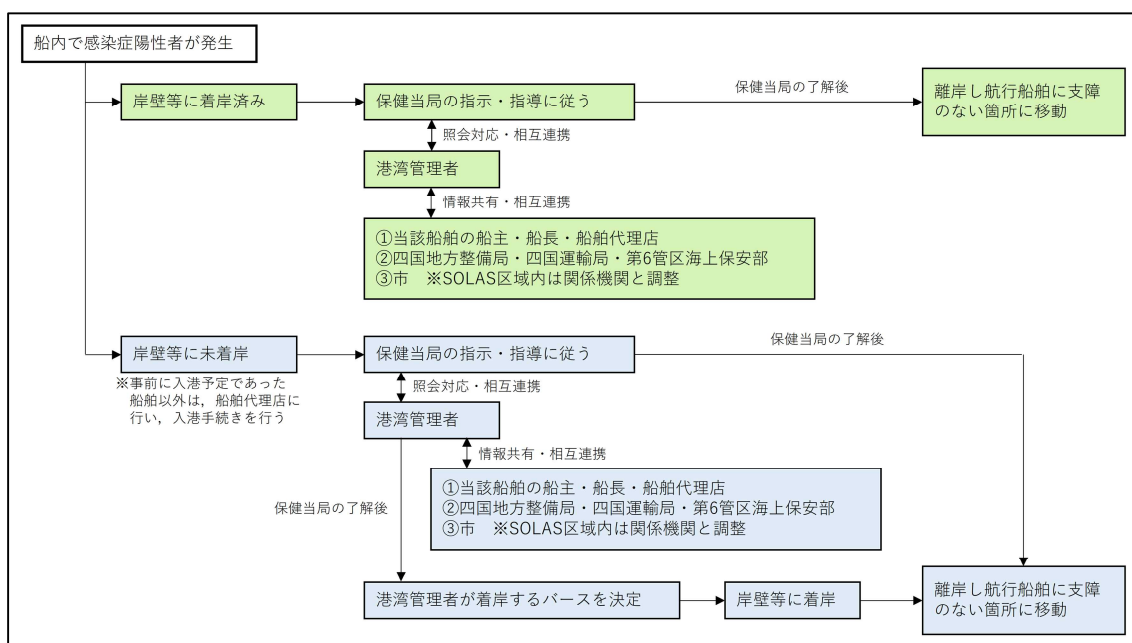 船内で感染症陽性者が発生
岸壁等に着岸済み
保健当局の指示・指導に従う
保健当局の了解後
離岸し航行船舶に支障
のない箇所に移動
照会対応・相互連携
港湾管理者
情報共有・相互連携
①当該船舶の船主・船長・船舶代理店
②四国地方整備局・四国運輸局・第6管区海上保安部
③市　※SOLAS区域内は関係機関と調整
岸壁等に未着岸
保健当局の指示・指導に従う
保健当局の了解後
※事前に入港予定であった
船舶以外は，船舶代理店に
行い，入港手続きを行う
照会対応・相互連携
港湾管理者
情報共有・相互連携
①当該船舶の船主・船長・船舶代理店
②四国地方整備局・四国運輸局・第6管区海上保安部
③市　※SOLAS区域内は関係機関と調整
保健当局の了解後
港湾管理者が着岸するバースを決定
岸壁等に着岸
離岸し航行船舶に支障
のない箇所に移動